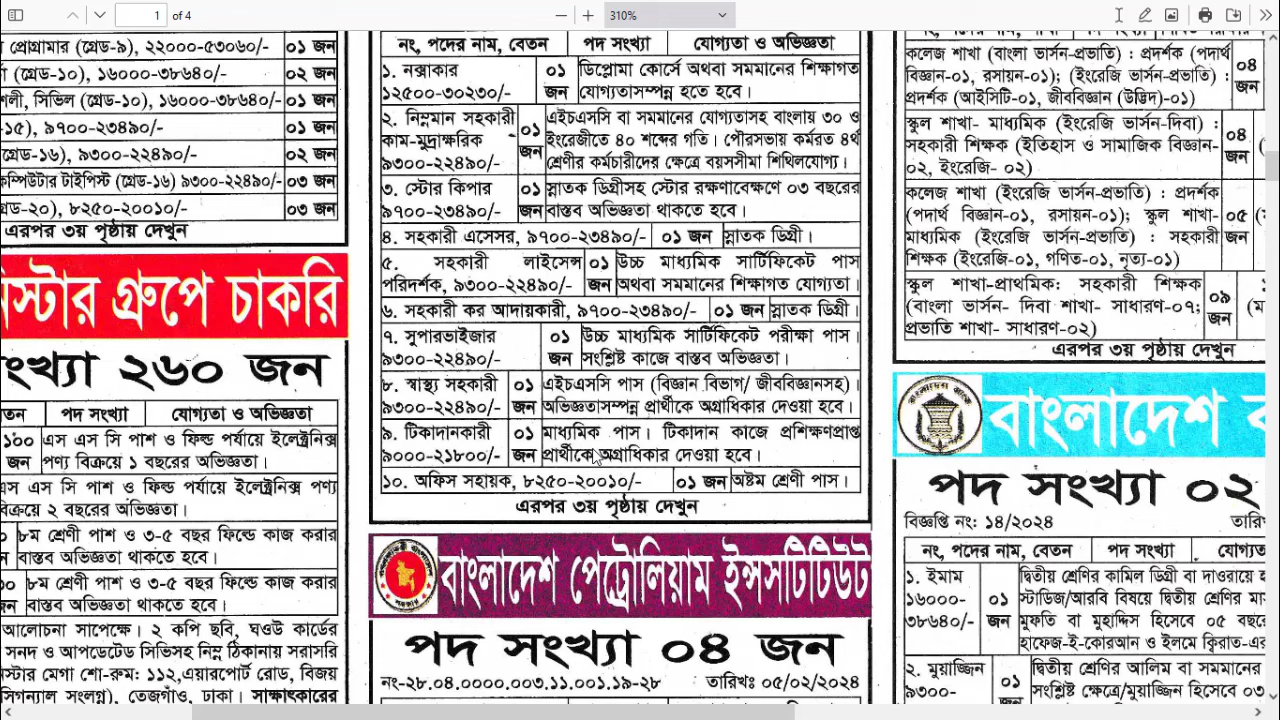 1 of 4
310%
প্রোগ্রামার (গ্রেড-৯), ২২০০০-৫৩০৬০/- ০১ জন
(গ্রেড-১০), ১৬০০০-৩৮৬৪০/- ০২ জন
শলী, সিভিল (গ্রেড-১০), ১৬০০০-৩৮৬৪০/- ০১ জন
-১৫), ৯৭০০-২৩৪৯০/- ০১ জন
গ্রেড-১৬), ৯৩০০-২২৪৯০/- ০২ জন
কম্পিউটার টাইপিস্ট (গ্রেড-১৬) ৯৩০০-২২৪৯০/- ০৩ জন
ড-২০), ৮২৫০-২০০১০/- ০৩ জন
এরপর ৩য় পৃষ্ঠায় দেখুন
নিস্টার গ্রুপে চাকরি
ংখ্যা ২৬০ জন
তন পদ সংখ্যা যোগ্যতা ও অভিজ্ঞতা
১০০ জন এস এস সি পাশ ও ফিল্ড পর্যায়ে ইলেক্ট্রনিক্স
পণ্য বিক্রয়ে ১ বছরের অভিজ্ঞতা।
এস এস সি পাশ ও ফিল্ড পর্যায়ে ইলেক্ট্রনিক্স পণ্য
বিক্রয়ে ২ বছরের অভিজ্ঞতা।
৮ম শ্রেণী পাশ ও ৩-৫ বছর ফিল্ডে কাজ করার
বাস্তব অভিজ্ঞতা থাকতে হবে।
৮ম শ্রেণী পাশ ও ৩-৫ বছর ফিল্ডে কাজ করার
জন বাস্তব অভিজ্ঞতা থাকতে হবে।
আলোচনা সাপেক্ষে। ২ কপি ছবি, ঘওউ কার্ডের
সনদ ও আপডেটেড সিভিসহ নিম্ন ঠিকানায় সরাসরি
স্টার মেগা শো-রুম: ১১২,এয়ারপোর্ট রোড, বিজয়
সিগন্যাল সংলগ্ন), তেজগাঁও, ঢাকা। সাক্ষাৎকারের
নং, পদের নাম, বেতন পদ সংখ্যা যোগ্যতা ও অভিজ্ঞতা
১. নক্সাকার ০১ ডিপ্লোমা কোর্সে অথবা সমমানের শিক্ষাগত
১২৫০০-৩০২৩০/- জন যোগ্যতাসম্পন্ন হতে হবে।
২. নিম্নমান সহকারী ০১ এইচএসসি বা সমমানের যোগ্যতাসহ বাংলায় ৩০ ও
কাম-মুদ্রাক্ষরিক জন ইংরেজীতে ৪০ শব্দের গতি। পৌরসভায় কর্মরত ৪র্থ
৯৩০০-২২৪৯০/- শ্রেণীর কর্মচারীদের ক্ষেত্রে বয়সসীমা শিথিলযোগ্য।
৩. স্টোর কিপার ০১ স্নাতক ডিগ্রীসহ স্টোর রক্ষণাবেক্ষণে ০৩ বছরের
৯৭০০-২৩৪৯০/- জন বাস্তব অভিজ্ঞতা থাকতে হবে।
৪. সহকারী এসেসর, ৯৭০০-২৩৪৯০/- ০১ জন স্নাতক ডিগ্রী।
৫. সহকারী লাইসেন্স ০১ উচ্চ মাধ্যমিক সার্টিফিকেট পাস
পরিদর্শক, ৯৩০০-২২৪৯০/- জন অথবা সমমানের শিক্ষাগত যোগ্যতা।
৬. সহকারী কর আদায়কারী, ৯৭০০-২৩৪৯০/- ০১ জন স্নাতক ডিগ্রী।
৭. সুপারভাইজার ০১ উচ্চ মাধ্যমিক সার্টিফিকেট পরীক্ষা পাস।
৯৩০০-২২৪৯০/- জন সংশ্লিষ্ট কাজে বাস্তব অভিজ্ঞতা।
৮. স্বাস্থ্য সহকারী ০১ এইচএসসি পাস (বিজ্ঞান বিভাগ/ জীববিজ্ঞানসহ)।
৯৩০০-২২৪৯০/- জন অভিজ্ঞতাসম্পন্ন প্রার্থীকে অগ্রাধিকার দেওয়া হবে।
৯. টিকাদানকারী ০১ মাধ্যমিক পাস। টিকাদান কাজে প্রশিক্ষণপ্রাপ্ত
৯০০০-২১৮০০/- জন প্রার্থীকে অগ্রাধিকার দেওয়া হবে।
১০. অফিস সহায়ক, ৮২৫০-২০০১০/- ০১ জন অষ্টম শ্রেণী পাস।
এরপর ৩য় পৃষ্ঠায় দেখুন
বাংলাদেশ পেট্রোলিয়াম ইন্সটিটিউট
পদ সংখ্যা ০৪ জন
নং-২৮.০৪.০০০০.০০৩.১১.০০১.১৯-২৮ তারিখঃ ০৫/০২/২০২৪
কলেজ শাখা (বাংলা ভার্সন-প্রভাতি) : প্রদর্শক (পদার্থ ০৪
বিজ্ঞান-০১, রসায়ন-০১); (ইংরেজি ভার্সন-প্রভাতি) : জন
প্রদর্শক (আইসিটি-০১, জীববিজ্ঞান (উদ্ভিদ)-০১)
স্কুল শাখা- মাধ্যমিক (ইংরেজি ভার্সন-দিবা) : ০৪
সহকারী শিক্ষক (ইতিহাস ও সামাজিক বিজ্ঞান- জন
০২, ইংরেজি- ০২)
কলেজ শাখা (ইংরেজি ভার্সন-প্রভাতি) : প্রদর্শক
(পদার্থ বিজ্ঞান-০১, রসায়ন-০১); স্কুল শাখা- ০৫
মাধ্যমিক (ইংরেজি ভার্সন-প্রভাতি) : সহকারী জন
শিক্ষক (ইংরেজি-০১, গণিত-০১, নৃত্য-০১)
স্কুল শাখা-প্রাথমিক: সহকারী শিক্ষক ০৯
(বাংলা ভার্সন- দিবা শাখা- সাধারণ-০৭; জন
প্রভাতি শাখা- সাধারণ-০২)
এরপর ৩য় পৃষ্ঠায় দেখুন
বাংলাদেশ ব
পদ সংখ্যা ০২
বিজ্ঞপ্তি নং: ১৪/২০২৪ তারি
নং, পদের নাম, বেতন পদ সংখ্যা যোগ্যত
১. ইমাম ০১ দ্বিতীয় শ্রেণির কামিল ডিগ্রী বা দাওরায়ে হ
১৬০০০- জন স্টাডিজ/আরবি বিষয়ে দ্বিতীয় শ্রেণির মা
৩৮৬৪০/- মুফতি বা মুহাদ্দিস হিসেবে ০৫ বছরে
হাফেজ-ই-কোরআন ও ইলমে ক্বিরাত-এর
২. মুয়াজ্জিন ০১ দ্বিতীয় শ্রেণির আলিম বা সমমানের
৯৩০০- সংশ্লিষ্ট ক্ষেত্রে/মুয়াজ্জিন হিসেবে ০৩